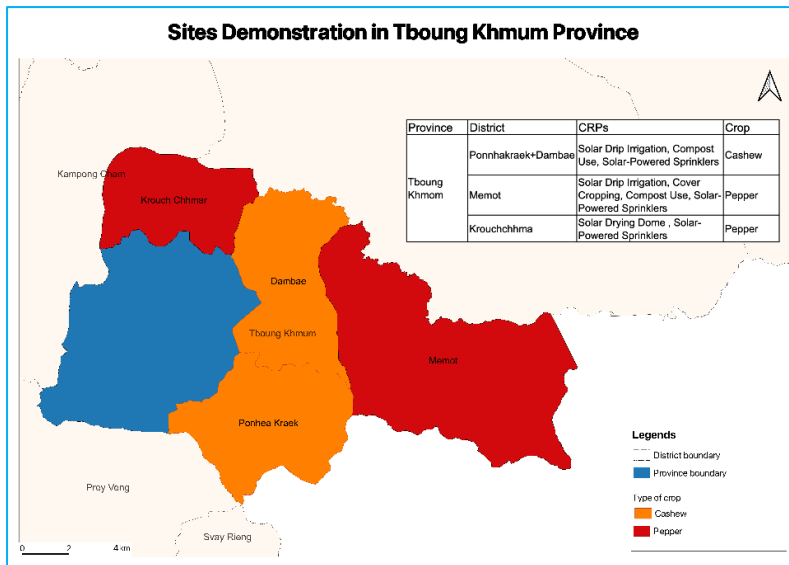 Sites Demonstration in Tboung Khmum Province
Province District CRPs Crop
Tboung Khmom
Ponnhakraek+Dambae Solar Drip Irrigation, Compost Use, Solar-Powered Sprinklers Cashew
Memot Solar Drip Irrigation, Cover Cropping, Compost Use, Solar-Powered Sprinklers Pepper
Krouchchhma Solar Drying Dome , Solar-Powered Sprinklers Pepper
Kampong Cham
Krouch Chhmar
Dambae
Tboung Khmum
Memot
Ponhea Kraek
Prey Veng
Svay Rieng
Legends
District boundary
Province boundary
Type of crop
Cashew
Pepper
0 2 4 km